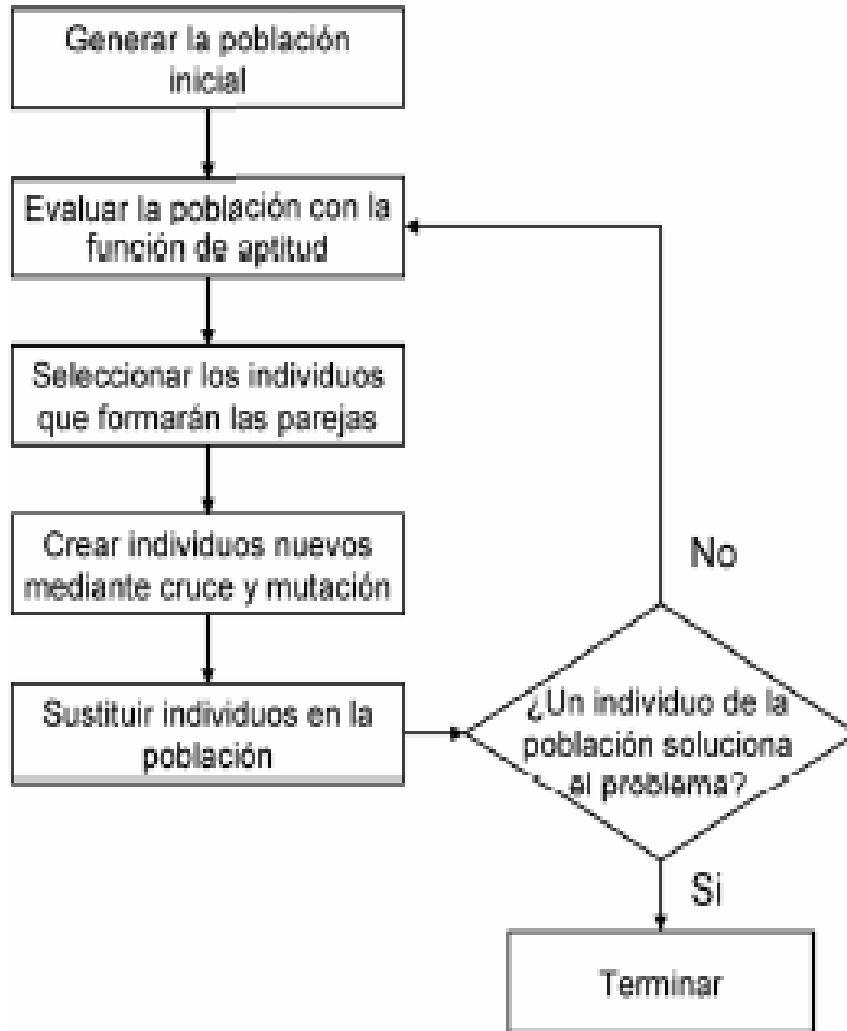 Generar la población
inicial
Evaluar la población con la
función de aptitud
Seleccionar los individuos
que formarán las parejas
Crear individuos nuevos
mediante cruce y mutación
Sustituir individuos en la
población
¿Un individuo de la
población soluciona
el problema?
No
Si
Terminar